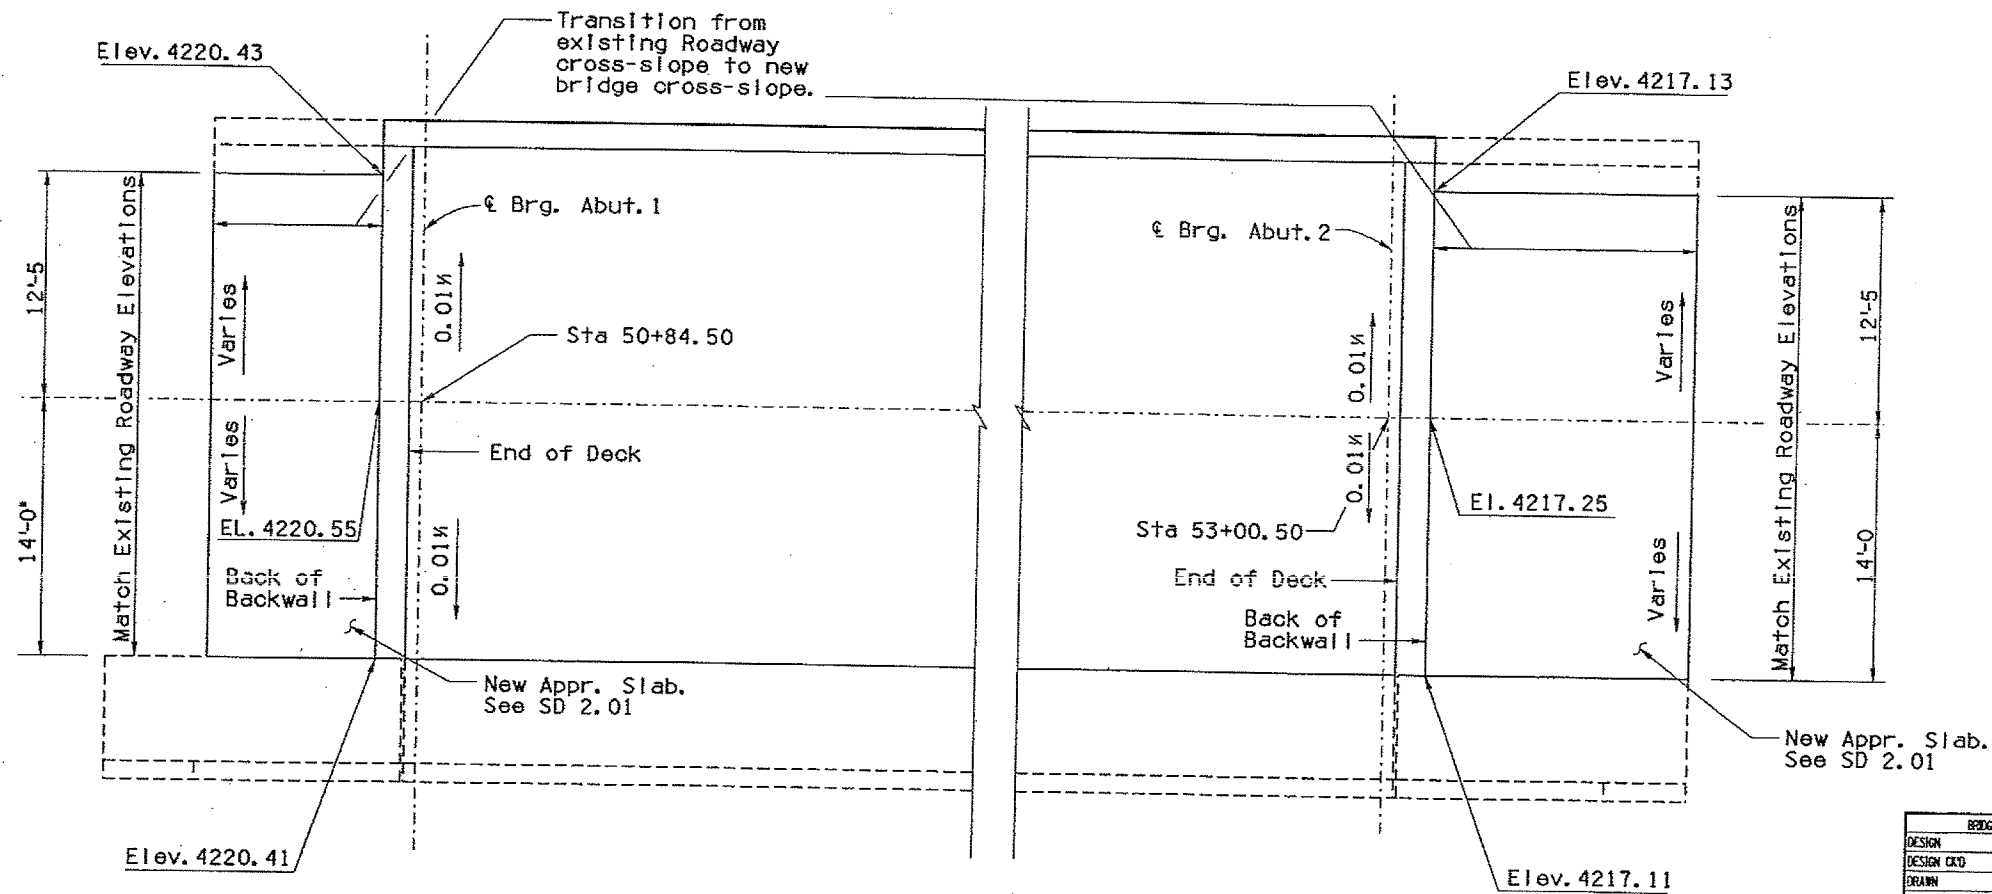 Transition from
existing Roadway
cross-slope to new
bridge cross-slope.
Elev. 4220.43
Elev. 4217.13
℄ Brg. Abut. 1
℄ Brg. Abut. 2
12'-5
14'-0"
Match Existing Roadway Elevations
Varies
Varies
0.01%
0.01%
Sta 50+84.50
End of Deck
EL. 4220.55
Back of
Backwall
New Appr. Slab.
See SD 2.01
Elev. 4220.41
0.01%
0.01%
Sta 53+00.50
End of Deck
Back of
Backwall
El. 4217.25
Varies
Varies
Match Existing Roadway Elevations
12'-5
14'-0
New Appr. Slab.
See SD 2.01
Elev. 4217.11
DESIGN
DESIGN CK'D
DRAWN